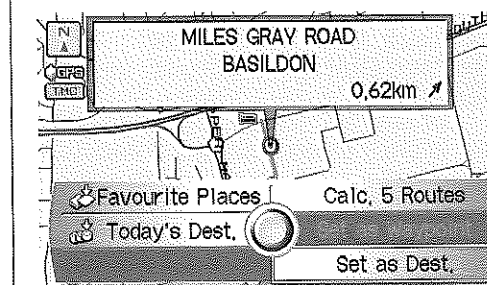 N
MILES GRAY ROAD
BASILDON
GPS
TMC
0,62km
Favourite Places
Calc. 5 Routes
Today's Dest.
Set as Dest.